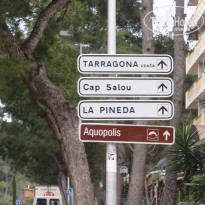 TARRAGONA costa
Cap Salou
LA PINEDA
Aquopolis